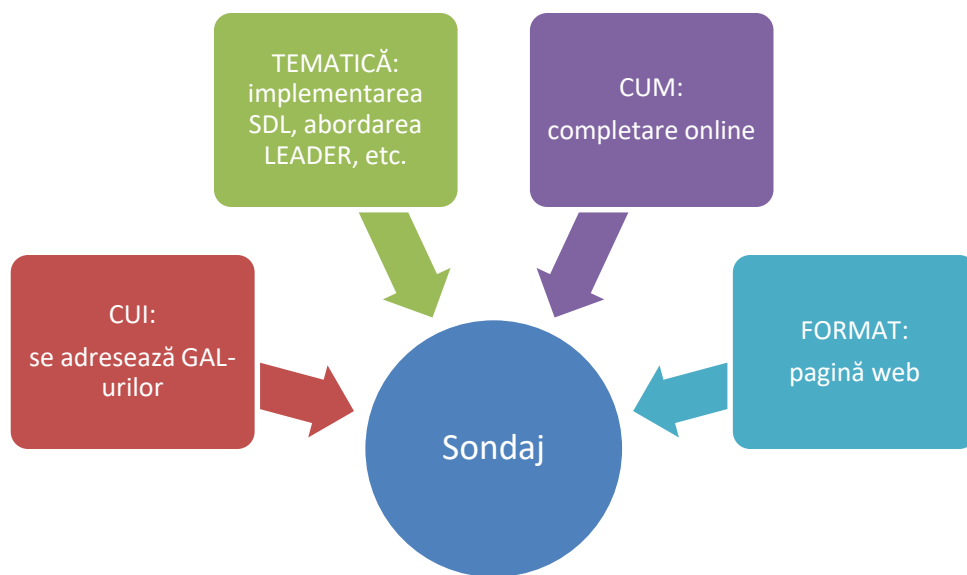 TEMATICĂ:
implementarea
SDL, abordarea
LEADER, etc.
CUM:
completare online
CUI:
se adresează GAL-
urilor
FORMAT:
pagină web
Sondaj